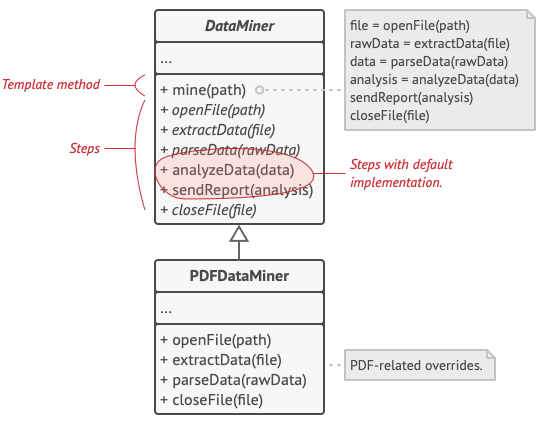 DataMiner
...
Template method
+ mine(path)
file = openFile(path)
rawData = extractData(file)
data = parseData(rawData)
analysis = analyzeData(data)
sendReport(analysis)
closeFile(file)
Steps
+ openFile(path)
+ extractData(file)
+ parseData(rawData)
+ analyzeData(data)
+ sendReport(analysis)
+ closeFile(file)
Steps with default
implementation.
PDFDataMiner
...
+ openFile(path)
+ extractData(file)
+ parseData(rawData)
+ closeFile(file)
PDF-related overrides.